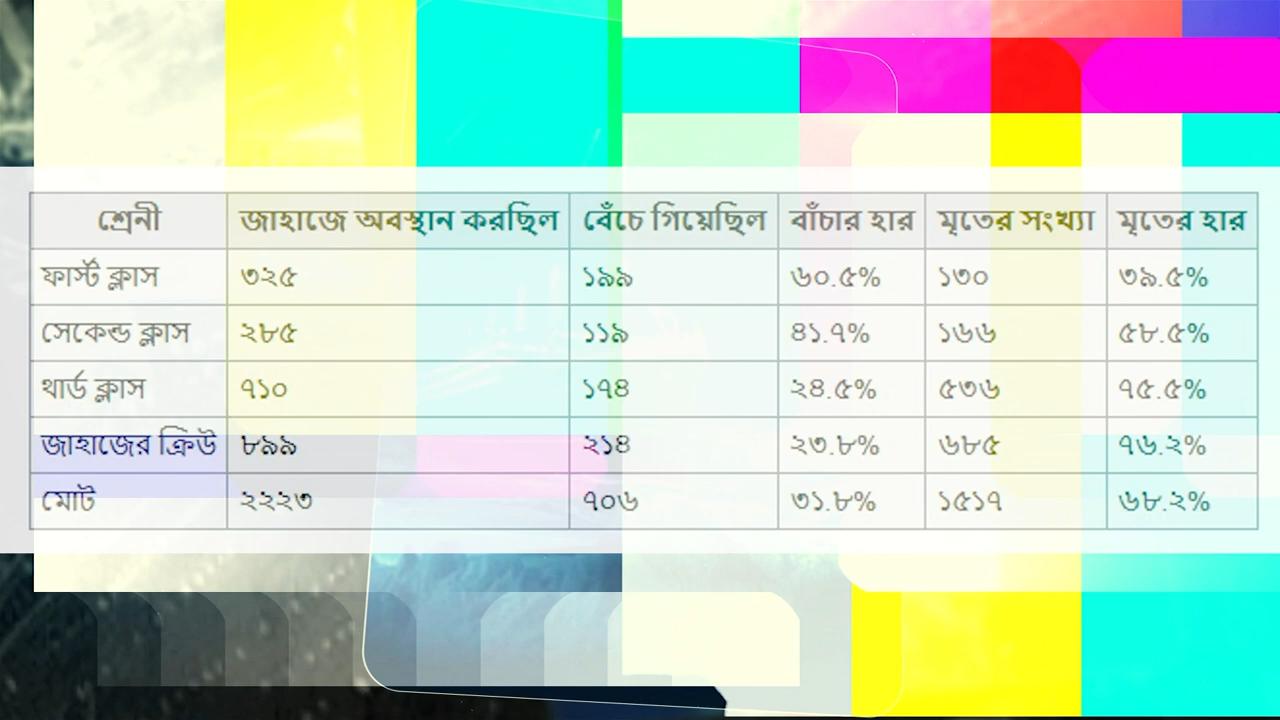 শ্রেনী জাহাজে অবস্থান করছিল বেঁচে গিয়েছিল বাঁচার হার মৃতের সংখ্যা মৃতের হার
ফার্স্ট ক্লাস ৩২৫ ১৯৯ ৬০.৫% ১৩০ ৩৯.৫%
সেকেন্ড ক্লাস ২৮৫ ১১৯ ৪১.৭% ১৬৬ ৫৮.৫%
থার্ড ক্লাস ৭১০ ১৭৪ ২৪.৫% ৫৩৬ ৭৫.৫%
জাহাজের ক্রিউ ৮৯৯ ২১৪ ২৩.৮% ৬৮৫ ৭৬.২%
মোট ২২২৩ ৭০৬ ৩১.৮% ১৫১৭ ৬৮.২%